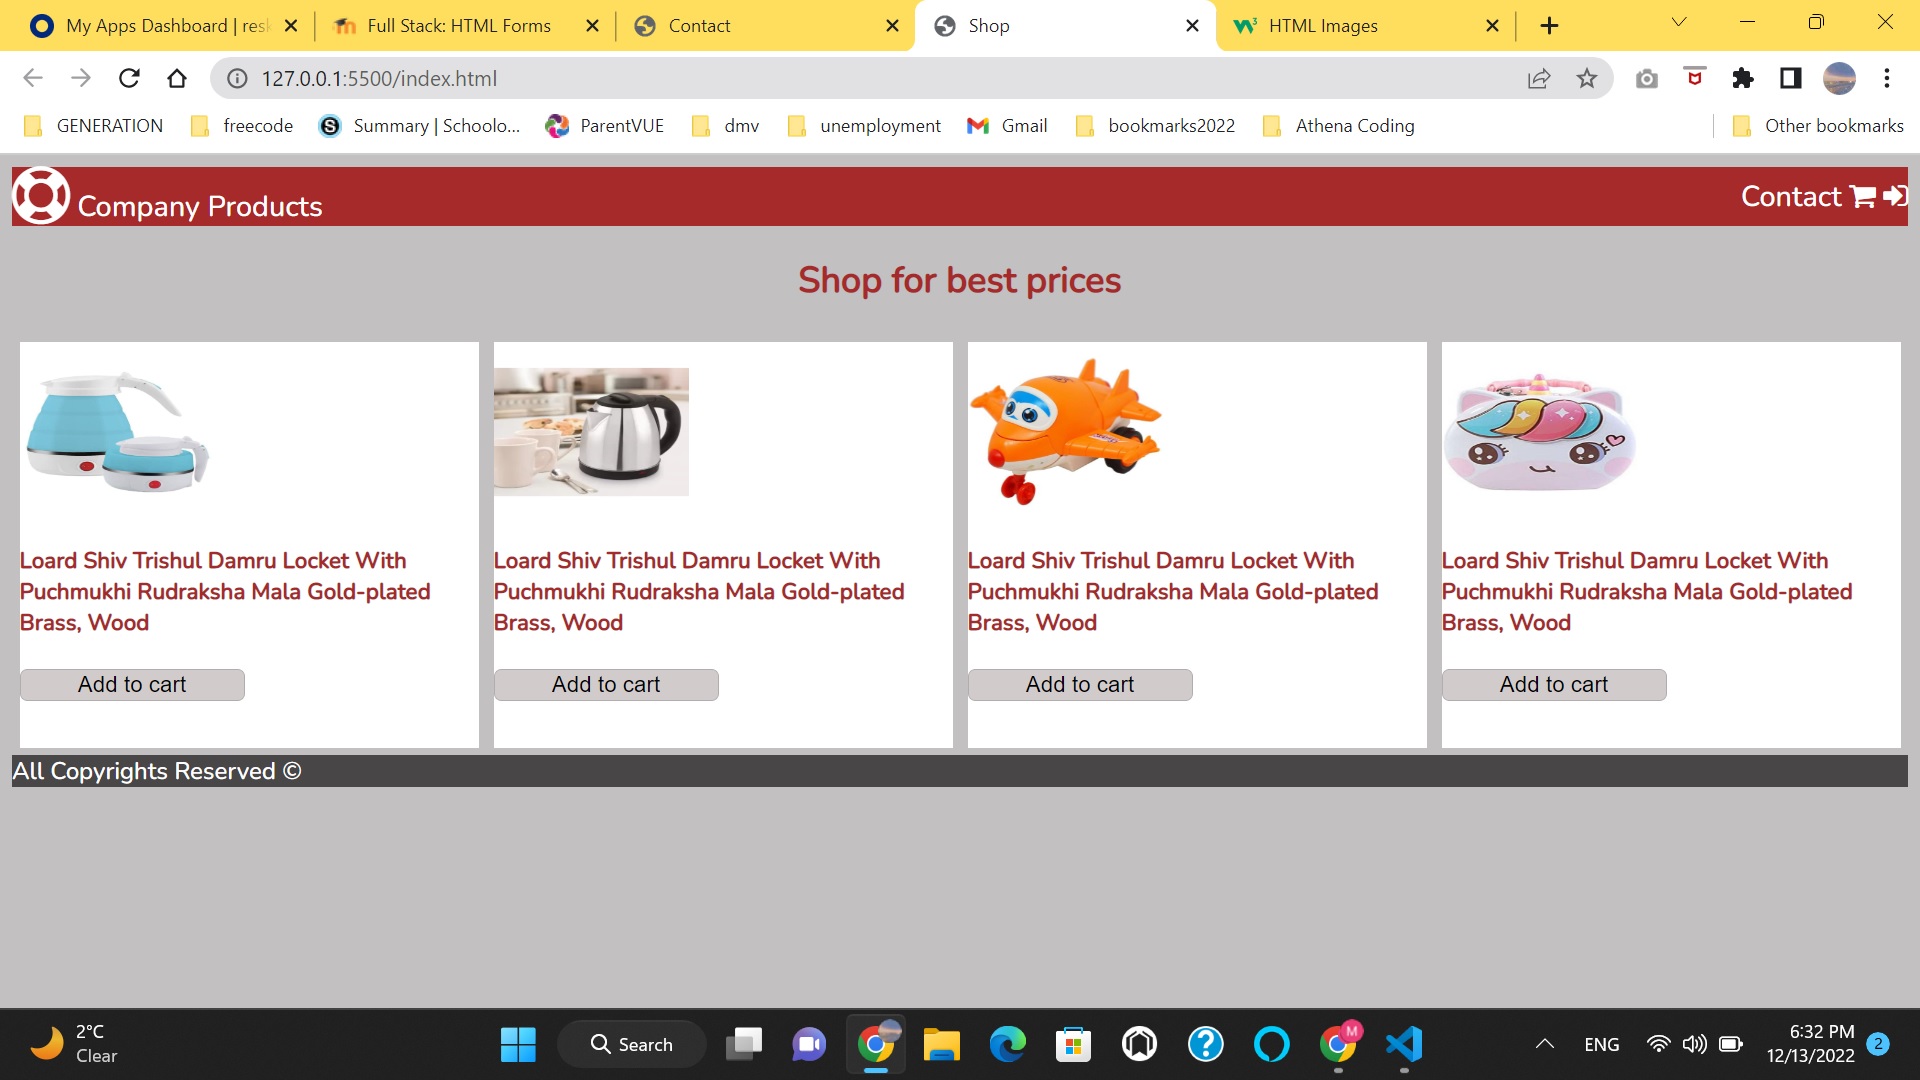 My Apps Dashboard | resk
Full Stack: HTML Forms
Contact
Shop
HTML Images
127.0.0.1:5500/index.html
GENERATION
freecode
Summary | Schoolo...
ParentVUE
dmv
unemployment
Gmail
bookmarks2022
Athena Coding
Other bookmarks
Company Products
Contact
Shop for best prices
Loard Shiv Trishul Damru Locket With
Puchmukhi Rudraksha Mala Gold-plated
Brass, Wood
Add to cart
Loard Shiv Trishul Damru Locket With
Puchmukhi Rudraksha Mala Gold-plated
Brass, Wood
Add to cart
Loard Shiv Trishul Damru Locket With
Puchmukhi Rudraksha Mala Gold-plated
Brass, Wood
Add to cart
Loard Shiv Trishul Damru Locket With
Puchmukhi Rudraksha Mala Gold-plated
Brass, Wood
Add to cart
All Copyrights Reserved ©
2°C
Clear
Search
M
ENG
6:32 PM
12/13/2022
2